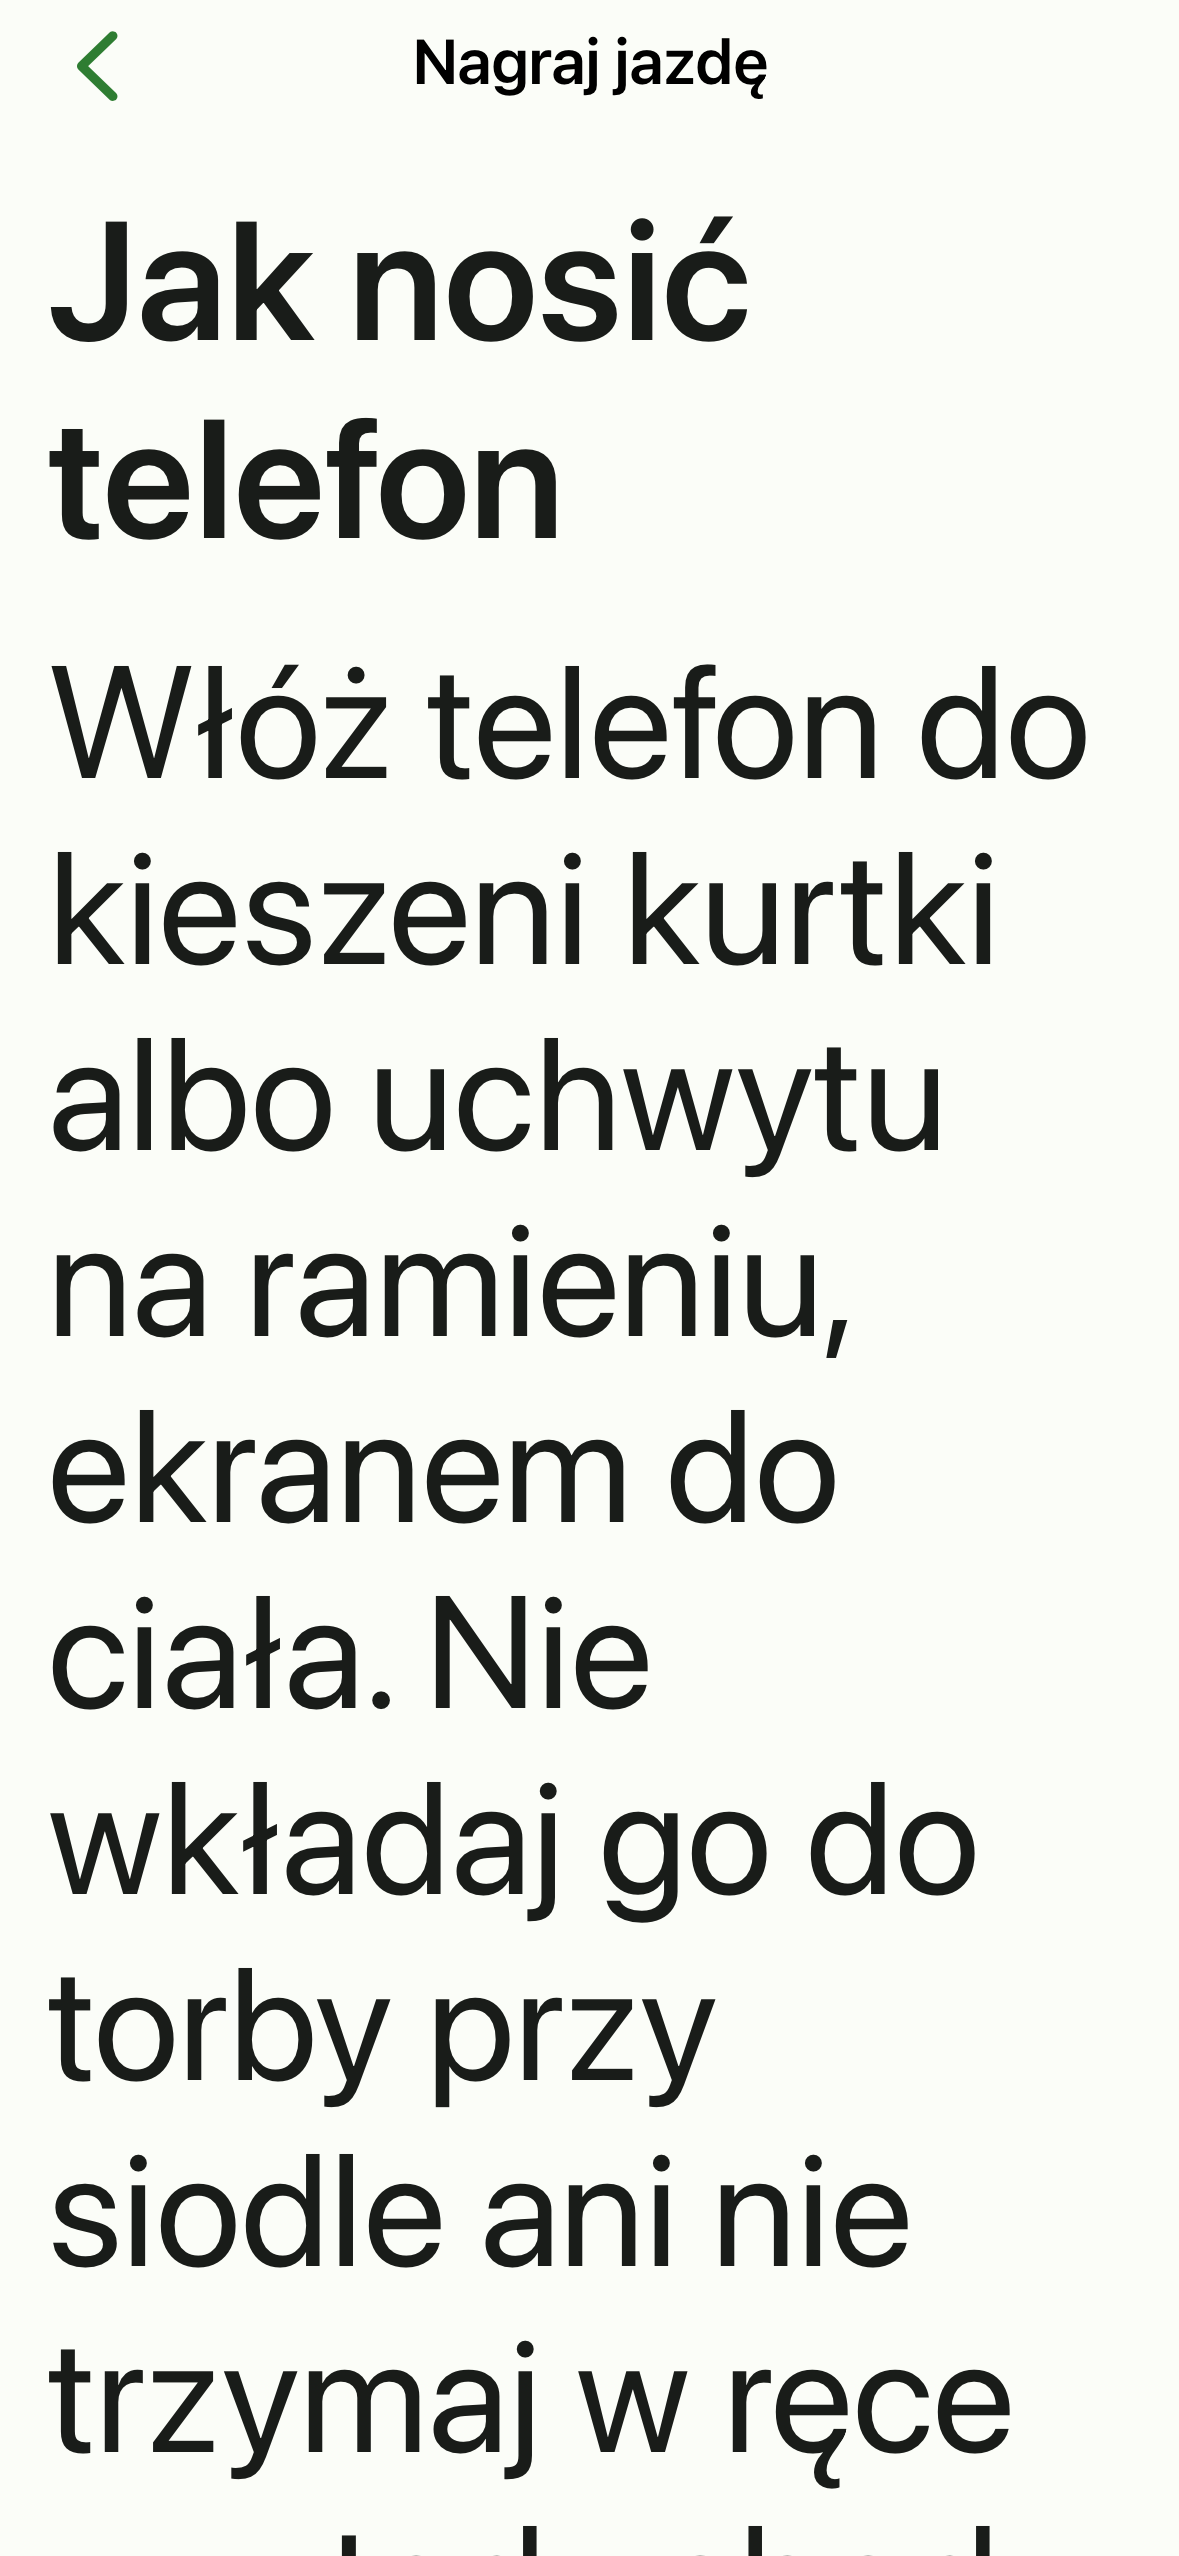 Nagraj jazdę
Jak nosić
telefon
Włóż telefon do
kieszeni kurtki
albo uchwytu
na ramieniu,
ekranem do
ciała. Nie
wkładaj go do
torby przy
siodle ani nie
trzymaj w ręce